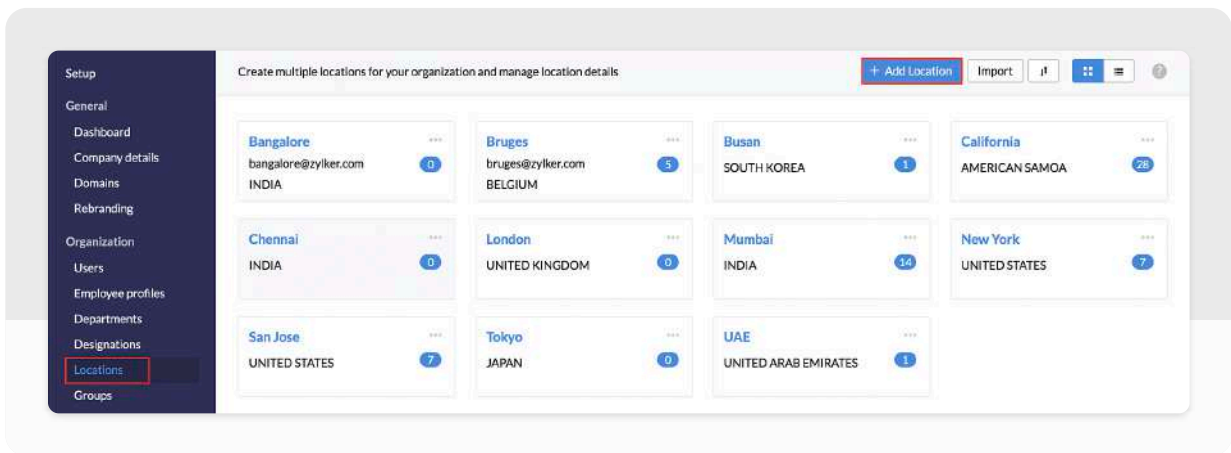 Setup
General
Dashboard
Company details
Domains
Rebranding
Organization
Users
Employee profiles
Departments
Designations
Locations
Groups
Create multiple locations for your organization and manage location details
+ Add Location
Import
Bangalore
bangalore@zylker.com
0
INDIA
Bruges
bruges@zylker.com
5
BELGIUM
Busan
SOUTH KOREA
1
California
AMERICAN SAMOA
28
Chennai
INDIA
0
London
UNITED KINGDOM
0
Mumbai
INDIA
14
New York
UNITED STATES
7
San Jose
UNITED STATES
7
Tokyo
JAPAN
0
UAE
UNITED ARAB EMIRATES
1